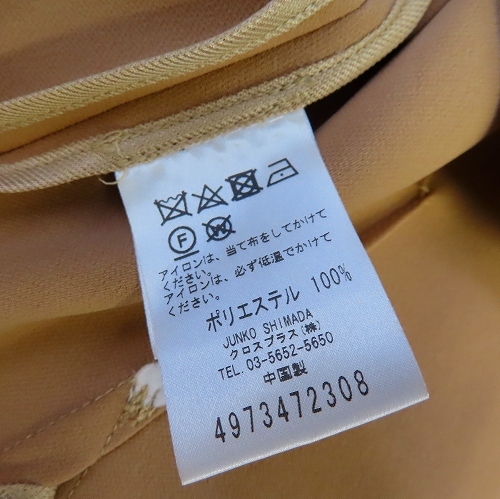 F W
アイロンは、当て布をしてかけて
ください。
アイロンは、必ず低温でかけて
ください。
ポリエステル 100%
JUNKO SHIMADA
クロスプラス(株)
TEL.03-5652-5650
中国製
4973472308